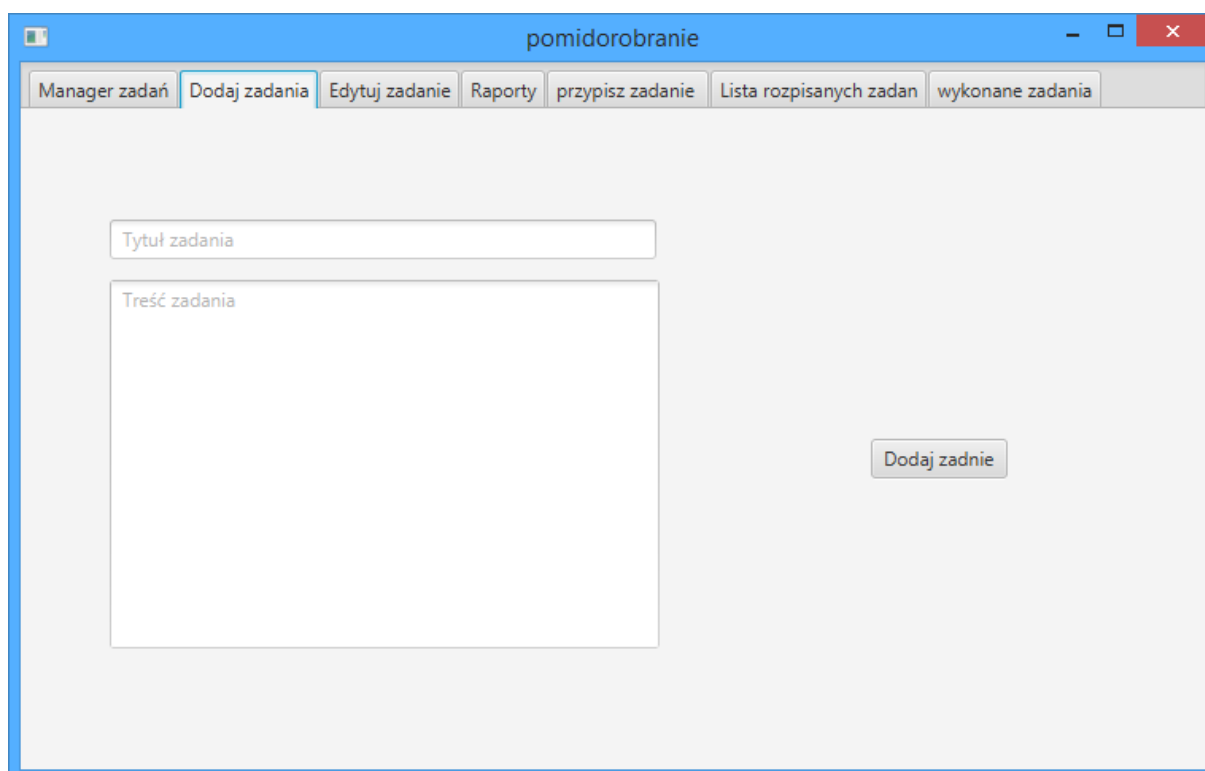 pomidorobranie
Manager zadań Dodaj zadania Edytuj zadanie Raporty przypisz zadanie Lista rozpisanych zadan wykonane zadania
Tytuł zadania
Treść zadania
Dodaj zadnie